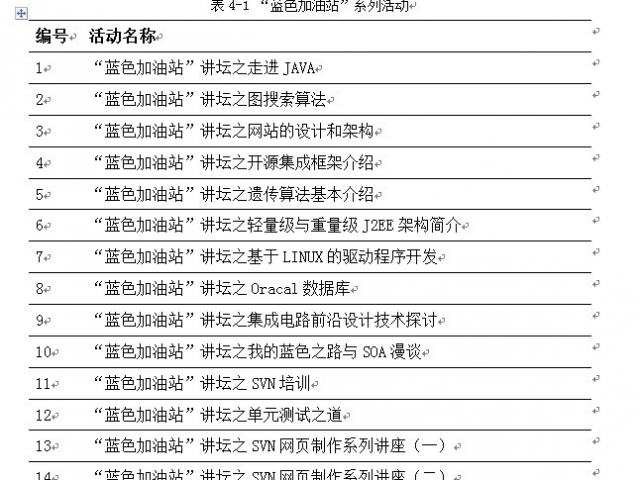 表 4-1 “蓝色加油站”系列活动
编号 活动名称
1 “蓝色加油站”讲坛之走进 JAVA
2 “蓝色加油站”讲坛之图搜索算法
3 “蓝色加油站”讲坛之网站的设计和架构
4 “蓝色加油站”讲坛之开源集成框架介绍
5 “蓝色加油站”讲坛之遗传算法基本介绍
6 “蓝色加油站”讲坛之轻量级与重量级 J2EE 架构简介
7 “蓝色加油站”讲坛之基于 LINUX 的驱动程序开发
8 “蓝色加油站”讲坛之 Oracal 数据库
9 “蓝色加油站”讲坛之集成电路前沿设计技术探讨
10 “蓝色加油站”讲坛之我的蓝色之路与 SOA 漫谈
11 “蓝色加油站”讲坛之 SVN 培训
12 “蓝色加油站”讲坛之单元测试之道
13 “蓝色加油站”讲坛之 SVN 网页制作系列讲座（一）
14 “蓝色加油站”讲坛之 SVN 网页制作系列讲座（二）